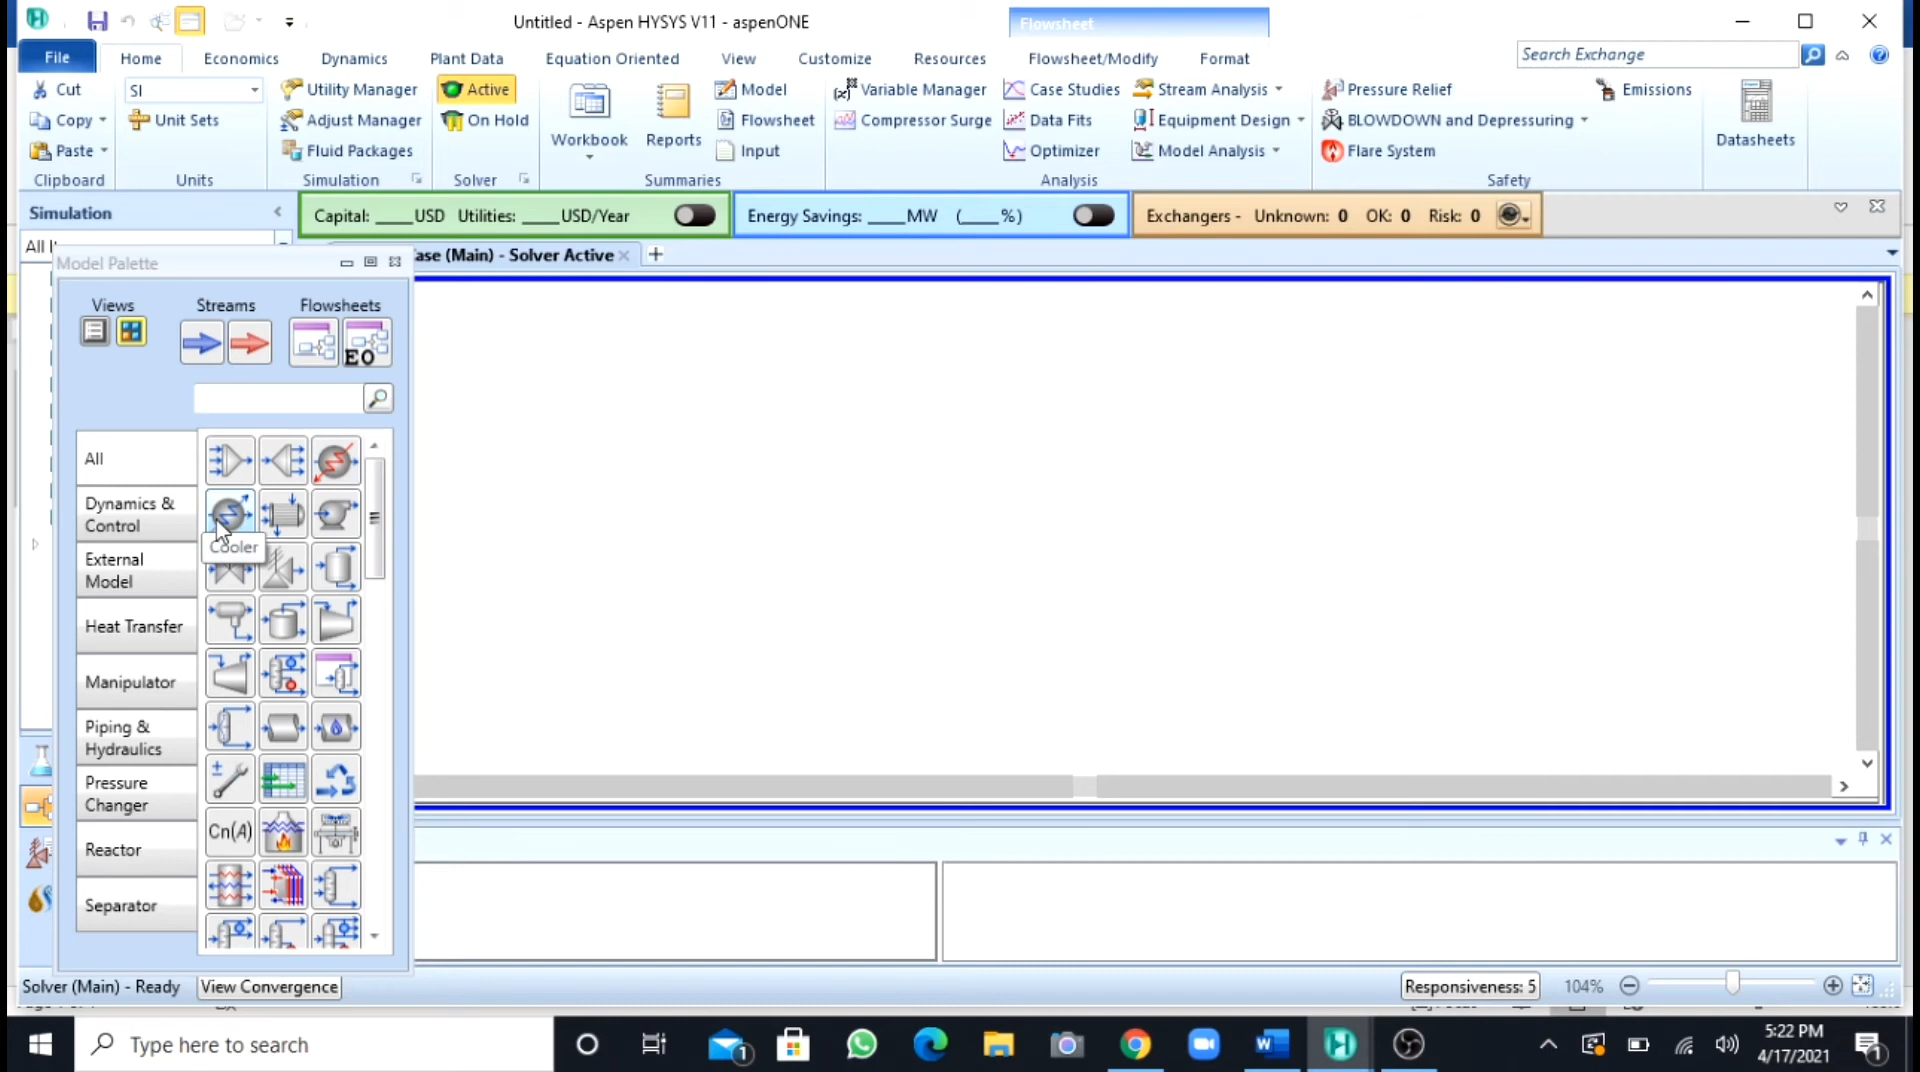 Untitled - Aspen HYSYS V11 - aspenONE
Flowsheet
File Home Economics Dynamics Plant Data Equation Oriented View Customize Resources Flowsheet/Modify Format
Search Exchange
Cut
Copy
Paste
Clipboard
SI
Unit Sets
Units
Utility Manager
Adjust Manager
Fluid Packages
Simulation
Active
On Hold
Solver
Workbook
Reports
Model
Flowsheet
Input
Summaries
Variable Manager
Compressor Surge
Case Studies
Data Fits
Optimizer
Stream Analysis
Equipment Design
Model Analysis
Analysis
Pressure Relief
BLOWDOWN and Depressuring
Flare System
Emissions
Safety
Datasheets
Simulation
Capital: ____USD Utilities: ____USD/Year
Energy Savings: ____MW (____%)
Exchangers - Unknown: 0 OK: 0 Risk: 0
ase (Main) - Solver Active
Model Palette
Views Streams Flowsheets
EO
All
Dynamics &
Control
External
Model
Heat Transfer
Manipulator
Piping &
Hydraulics
Pressure
Changer
Reactor
Separator
Cooler
Cn(A)
Solver (Main) - Ready
View Convergence
Responsiveness: 5
104%
Type here to search
1
5:22 PM
4/17/2021
1